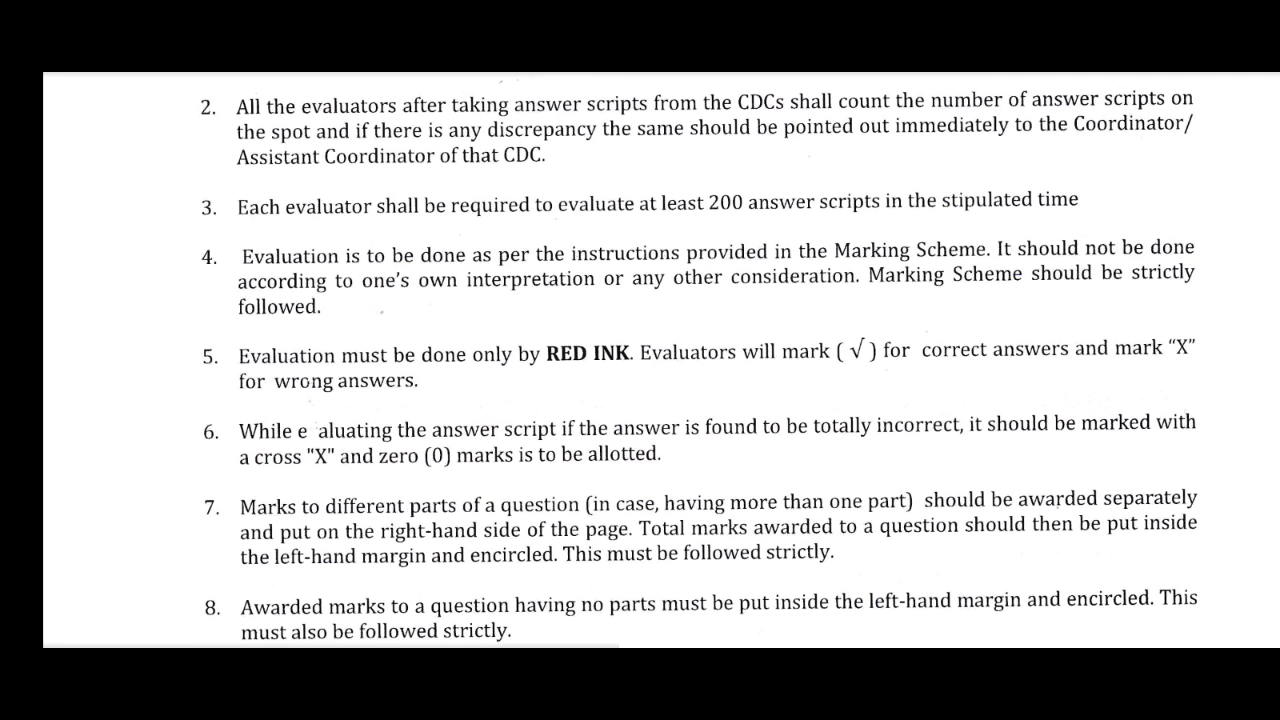 2. All the evaluators after taking answer scripts from the CDCs shall count the number of answer scripts on
the spot and if there is any discrepancy the same should be pointed out immediately to the Coordinator/
Assistant Coordinator of that CDC.
3. Each evaluator shall be required to evaluate at least 200 answer scripts in the stipulated time
4. Evaluation is to be done as per the instructions provided in the Marking Scheme. It should not be done
according to one's own interpretation or any other consideration. Marking Scheme should be strictly
followed.
5. Evaluation must be done only by RED INK. Evaluators will mark ( √ ) for correct answers and mark “X”
for wrong answers.
6. While e aluating the answer script if the answer is found to be totally incorrect, it should be marked with
a cross "X" and zero (0) marks is to be allotted.
7. Marks to different parts of a question (in case, having more than one part) should be awarded separately
and put on the right-hand side of the page. Total marks awarded to a question should then be put inside
the left-hand margin and encircled. This must be followed strictly.
8. Awarded marks to a question having no parts must be put inside the left-hand margin and encircled. This
must also be followed strictly.